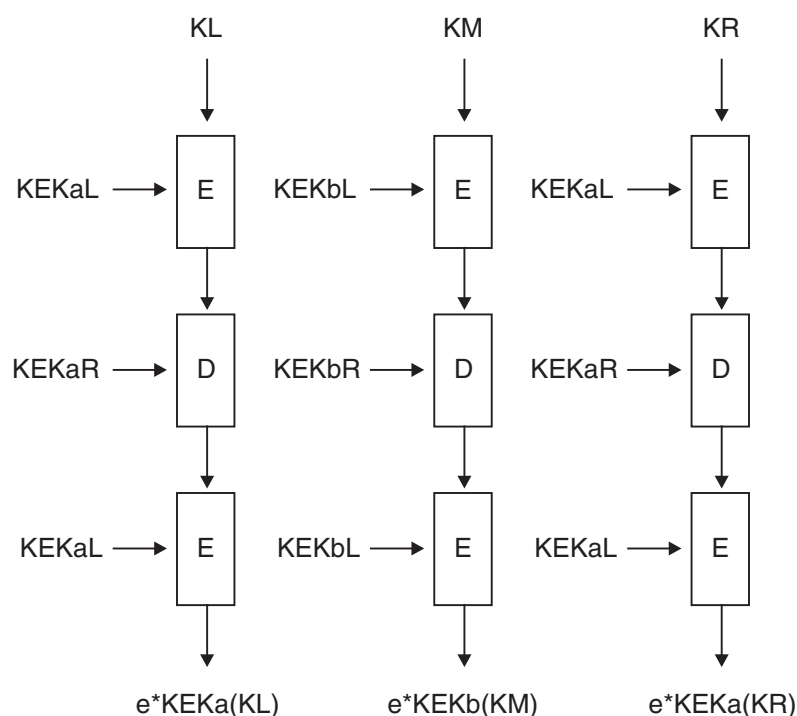 KL KM KR
KEKaL E KEKbL E KEKaL E
KEKaR D KEKbR D KEKaR D
KEKaL E KEKbL E KEKaL E
e*KEKa(KL) e*KEKb(KM) e*KEKa(KR)